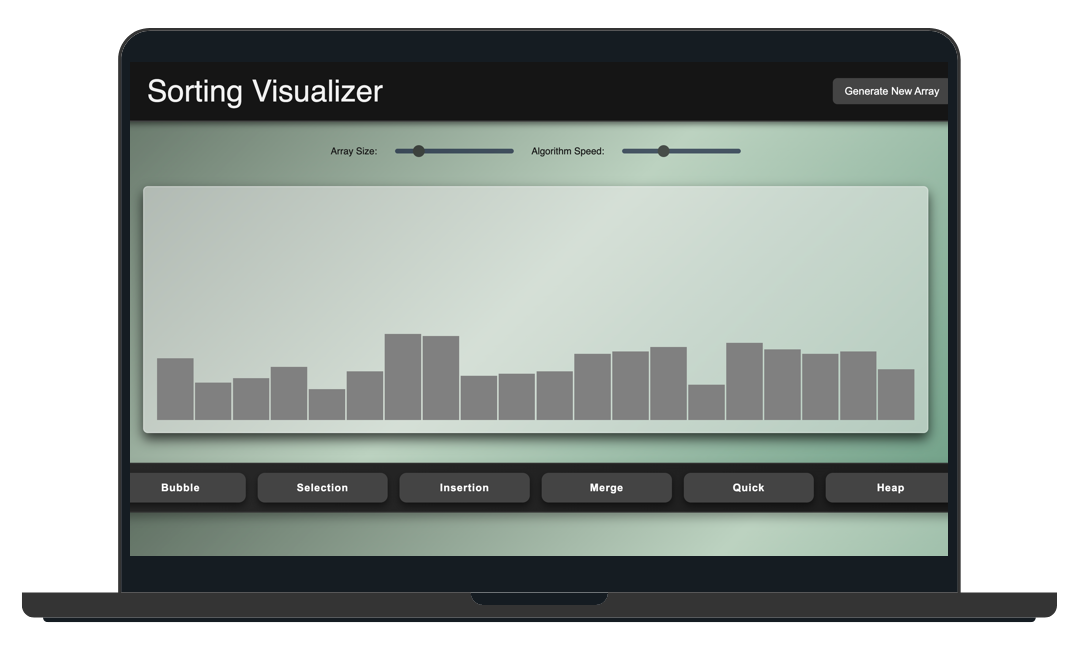 Sorting Visualizer
Generate New Array
Array Size:
Algorithm Speed:
Bubble
Selection
Insertion
Merge
Quick
Heap